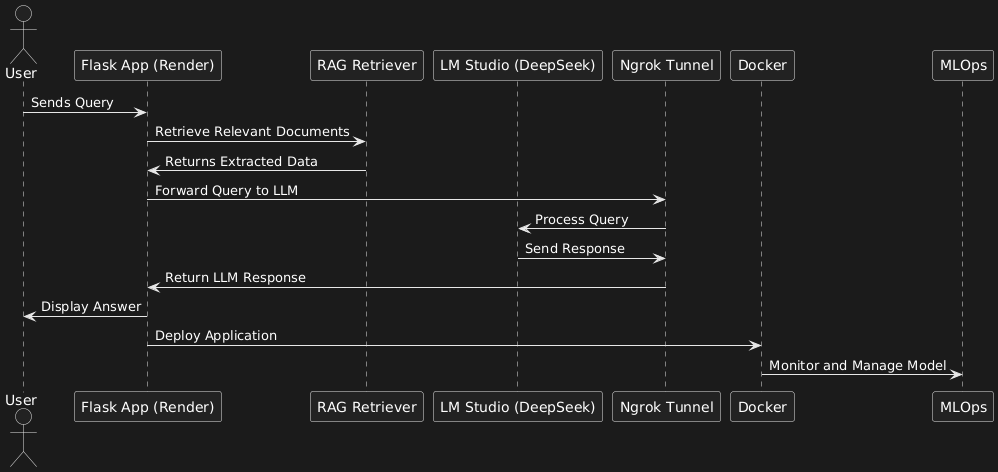 User
Flask App (Render)
RAG Retriever
LM Studio (DeepSeek)
Ngrok Tunnel
Docker
MLOps
Sends Query
Retrieve Relevant Documents
Returns Extracted Data
Forward Query to LLM
Process Query
Send Response
Return LLM Response
Display Answer
Deploy Application
Monitor and Manage Model
User
Flask App (Render)
RAG Retriever
LM Studio (DeepSeek)
Ngrok Tunnel
Docker
MLOps